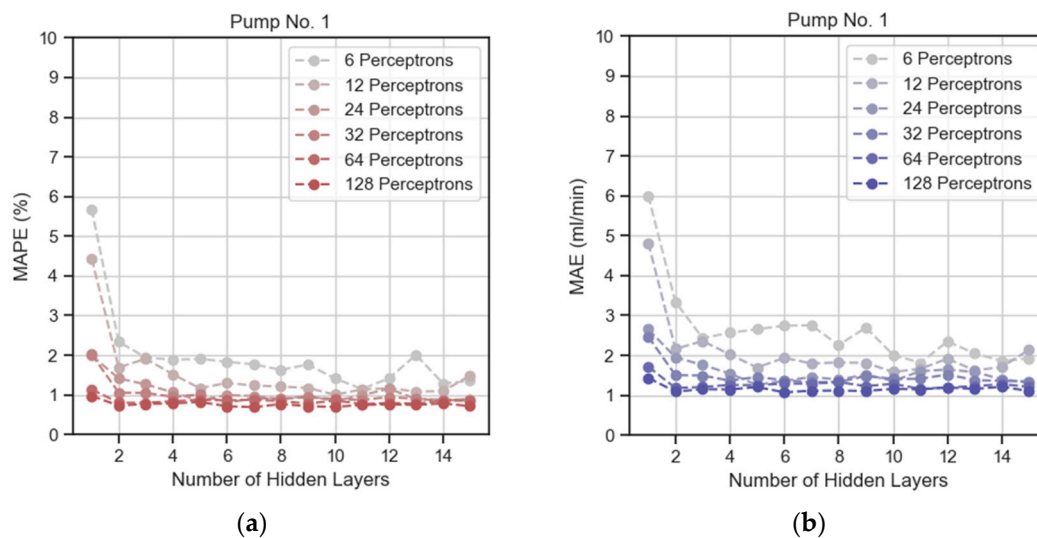 Pump No. 1
10
9
8
7
6
5
4
3
2
1
0
MAPE (%)
6 Perceptrons
12 Perceptrons
24 Perceptrons
32 Perceptrons
64 Perceptrons
128 Perceptrons
2 4 6 8 10 12 14
Number of Hidden Layers
(a)
Pump No. 1
10
9
8
7
6
5
4
3
2
1
0
MAE (ml/min)
6 Perceptrons
12 Perceptrons
24 Perceptrons
32 Perceptrons
64 Perceptrons
128 Perceptrons
2 4 6 8 10 12 14
Number of Hidden Layers
(b)